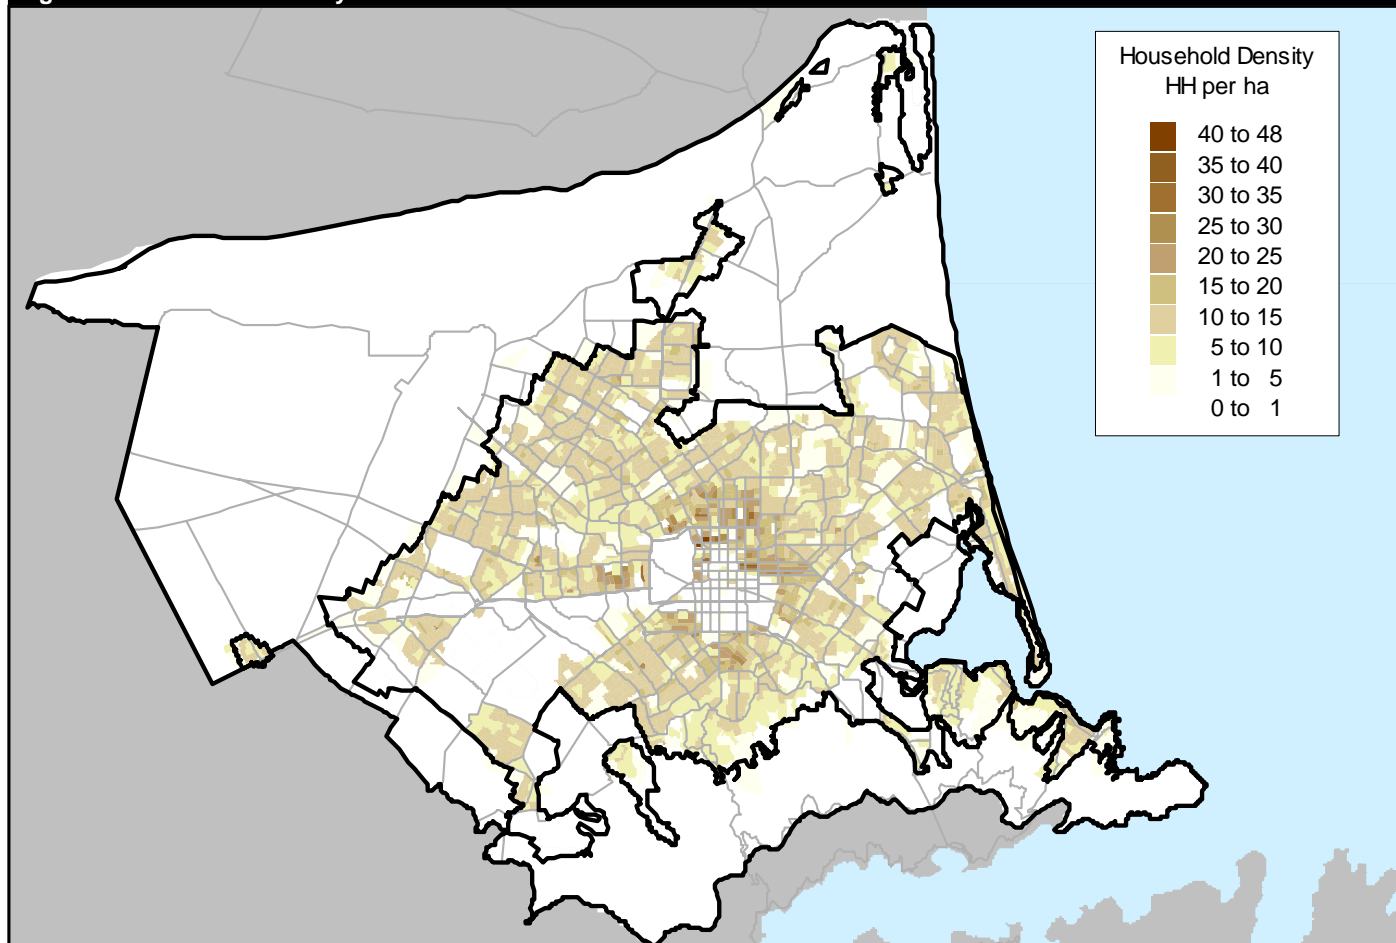 Household Density
HH per ha
40 to 48
35 to 40
30 to 35
25 to 30
20 to 25
15 to 20
10 to 15
5 to 10
1 to 5
0 to 1